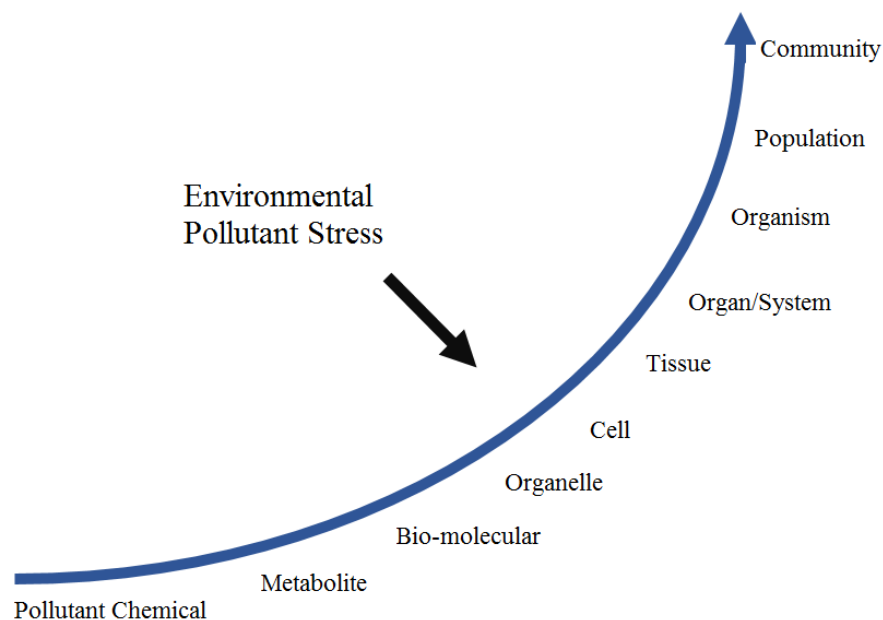 Community
Population
Environmental
Pollutant Stress
Organism
Organ/System
Tissue
Cell
Organelle
Bio-molecular
Metabolite
Pollutant Chemical